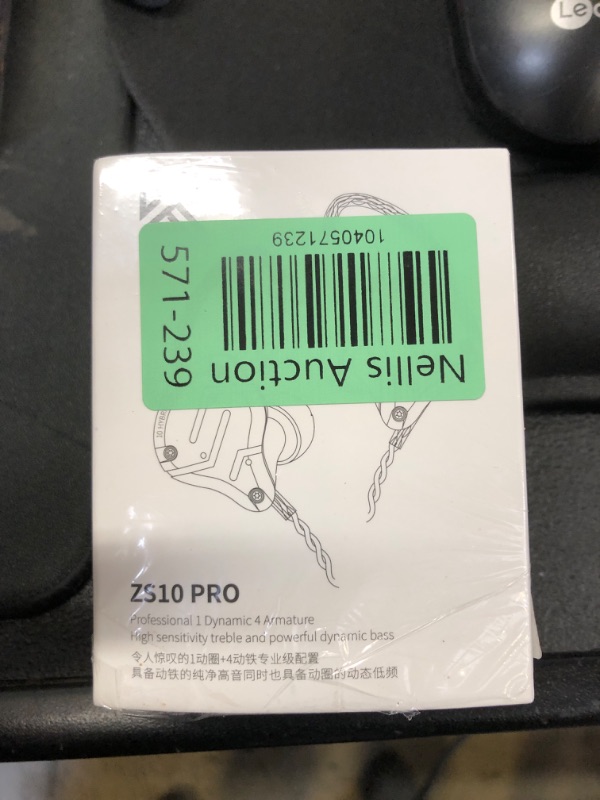 Le
1040571239
571-239
Nellis Auction
ZS10 PRO
Professional 1 Dynamic 4 Armature
High sensitivity treble and powerful dynamic bass
令人惊叹的1动圈+4动铁专业级配置
具备动铁的纯净高音同时也具备动圈的动态低频